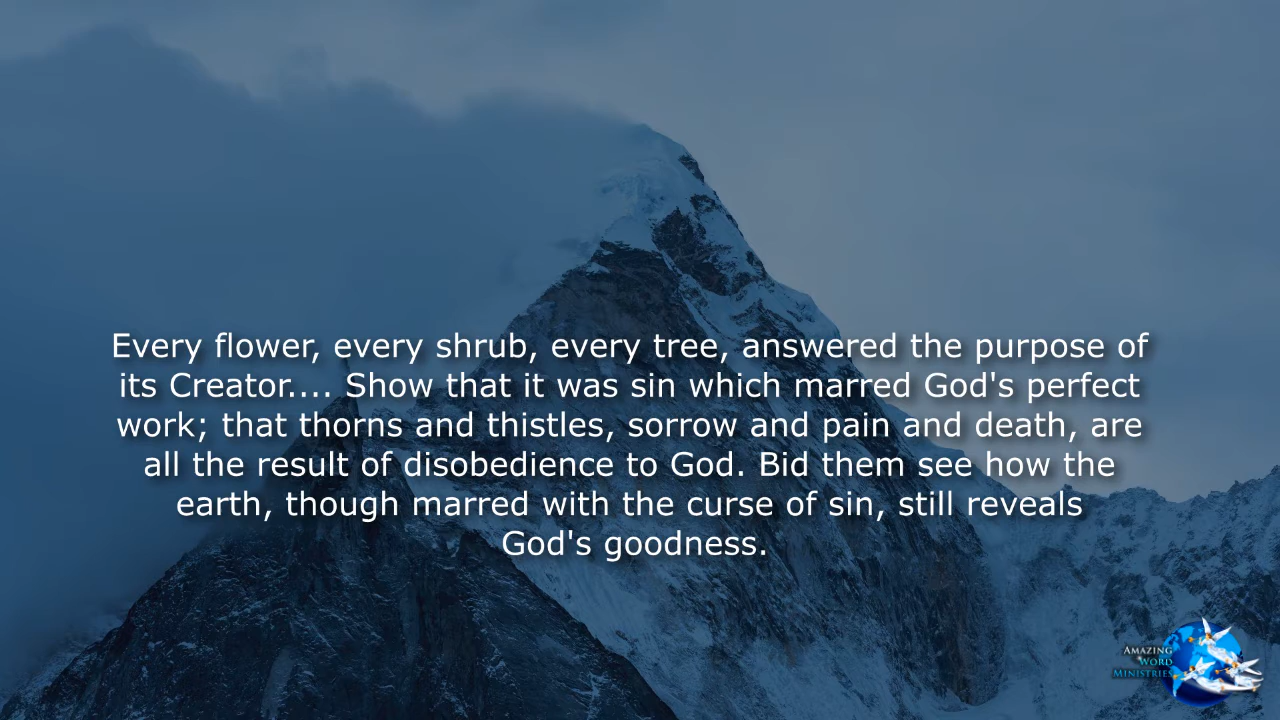 Every flower, every shrub, every tree, answered the purpose of
its Creator.... Show that it was sin which marred God's perfect
work; that thorns and thistles, sorrow and pain and death, are
all the result of disobedience to God. Bid them see how the
earth, though marred with the curse of sin, still reveals
God's goodness.
Amazing
Word
Ministries